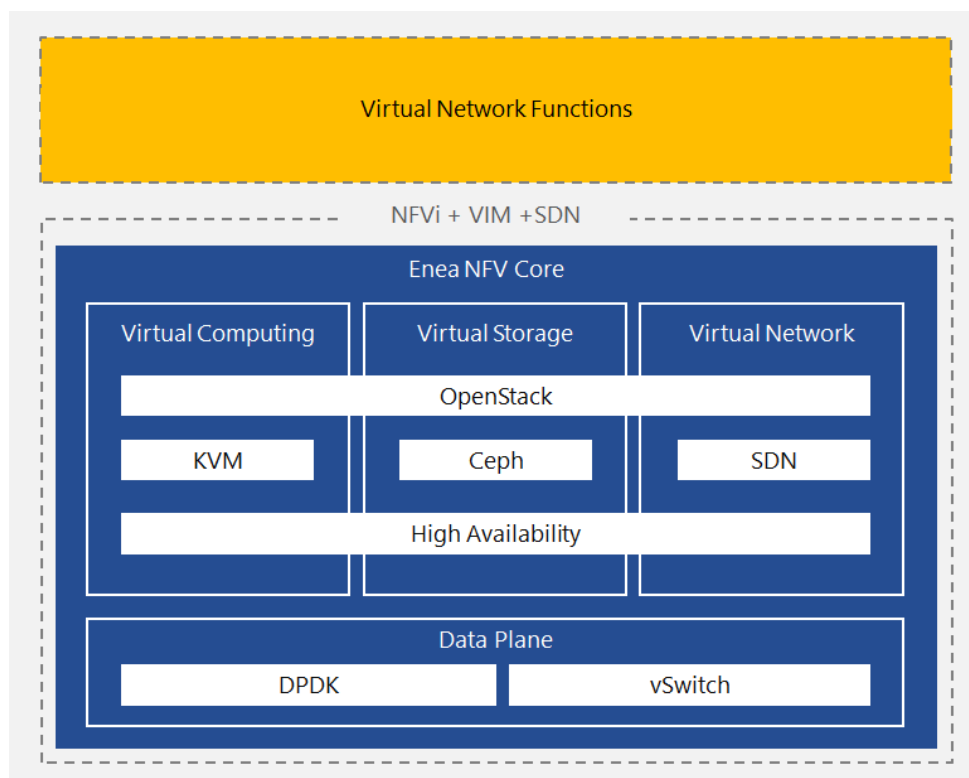 Virtual Network Functions
NFVi + VIM +SDN
Enea NFV Core
Virtual Computing
Virtual Storage
Virtual Network
OpenStack
KVM
Ceph
SDN
High Availability
Data Plane
DPDK
vSwitch